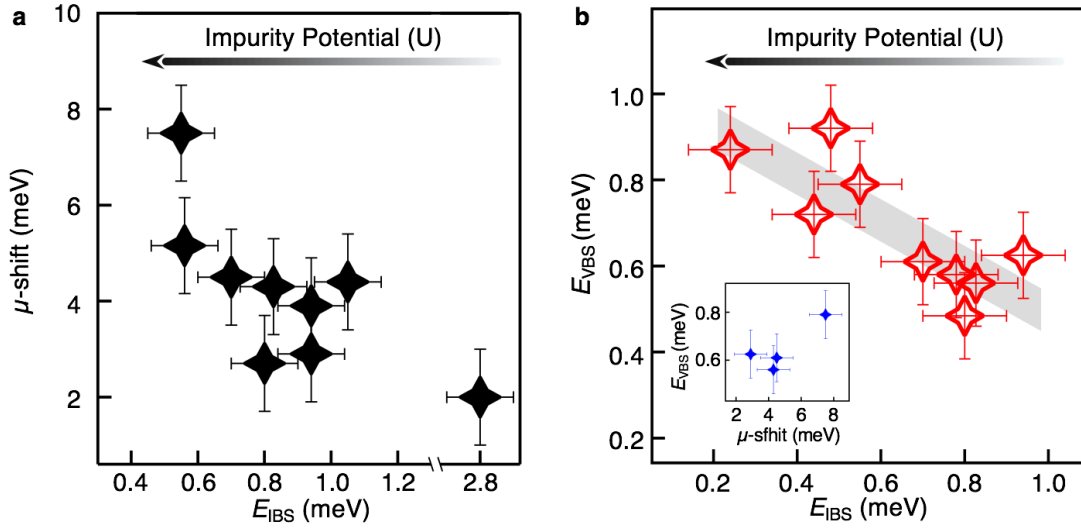 a
Impurity Potential (U)
10
8
6
4
2
μ-shift (meV)
0.4 0.6 0.8 1.0 1.2 2.8
E_IBS (meV)
b
Impurity Potential (U)
1.0
0.8
0.6
0.4
0.2
E_VBS (meV)
0.2 0.4 0.6 0.8 1.0
E_IBS (meV)
0.8
0.6
E_VBS (meV)
2 4 6 8
μ-sfhit (meV)